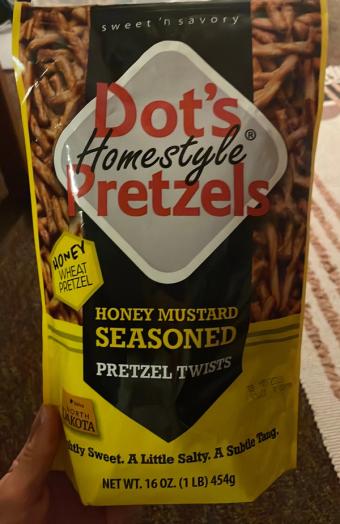 sweet 'n savory
Dot's
Homestyle®
Pretzels
HONEY
WHEAT
PRETZEL
HONEY MUSTARD
SEASONED
PRETZEL TWISTS
NORTH
DAKOTA
Sweet. A Little Salty. A Subtle Tang.
NET WT. 16 OZ. (1 LB) 454g